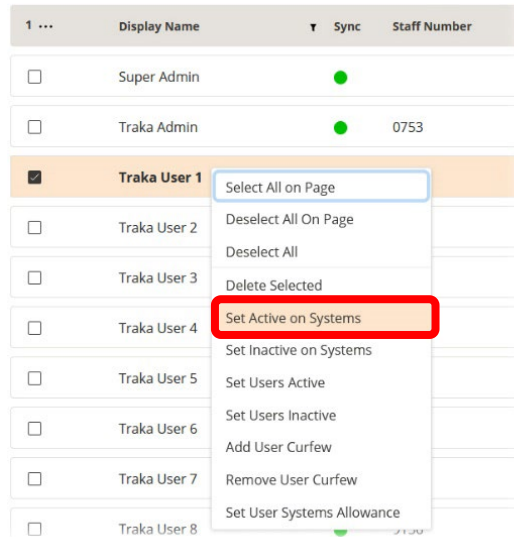 1 ... Display Name Sync Staff Number
Super Admin
Traka Admin 0753
Traka User 1
Select All on Page
Traka User 2
Deselect All On Page
Deselect All
Traka User 3
Delete Selected
Traka User 4
Set Active on Systems
Set Inactive on Systems
Traka User 5
Set Users Active
Set Users Inactive
Traka User 6
Add User Curfew
Traka User 7
Remove User Curfew
Set User Systems Allowance
Traka User 8